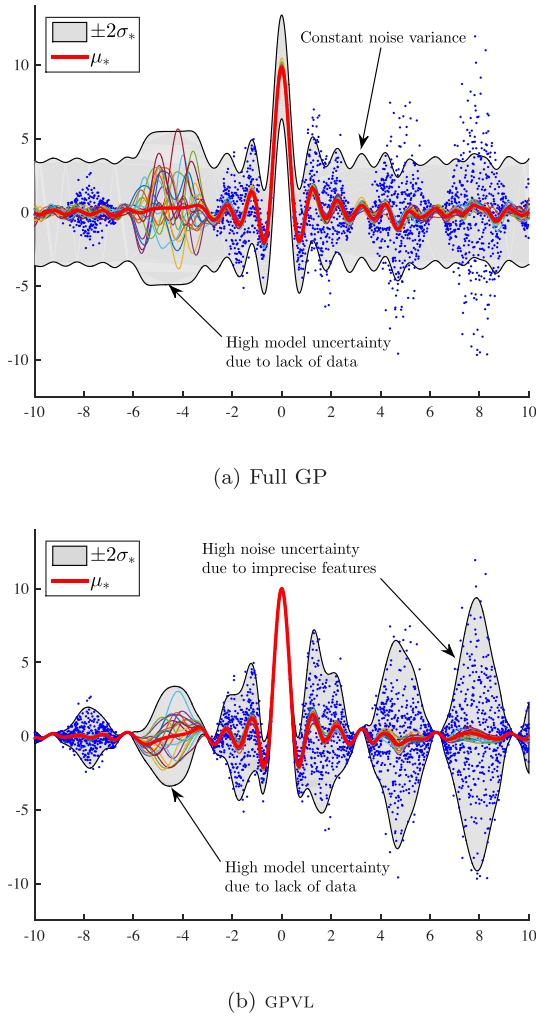 ±2σ*
μ*
Constant noise variance
High model uncertainty
due to lack of data
10
5
0
-5
-10
-10 -8 -6 -4 -2 0 2 4 6 8 10
(a) Full GP
±2σ*
μ*
High noise uncertainty
due to imprecise features
High model uncertainty
due to lack of data
10
5
0
-5
-10
-10 -8 -6 -4 -2 0 2 4 6 8 10
(b) GPVL